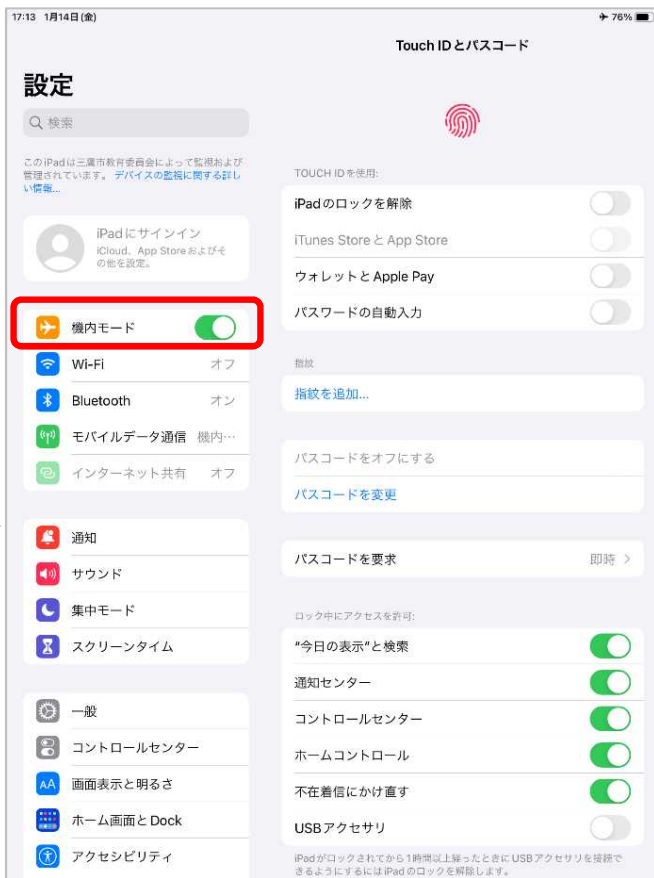 17:13 1月14日(金)
76%
Touch IDとパスコード
設定
検索
このiPadは三鷹市教育委員会によって監視および
管理されています。デバイスの監視に関する詳し
い情報...
iPadにサインイン
iCloud、App Storeおよびそ
の他を設定。
機内モード
Wi-Fi オフ
Bluetooth オン
モバイルデータ通信 機内…
インターネット共有 オフ
通知
サウンド
集中モード
スクリーンタイム
一般
コントロールセンター
AA 画面表示と明るさ
ホーム画面とDock
アクセシビリティ
TOUCH IDを使用:
iPadのロックを解除
iTunes StoreとApp Store
ウォレットとApple Pay
パスワードの自動入力
指紋
指紋を追加...
パスコードをオフにする
パスコードを変更
パスコードを要求 即時
ロック中にアクセスを許可:
“今日の表示”と検索
通知センター
コントロールセンター
ホームコントロール
不在着信にかけ直す
USBアクセサリ
iPadがロックされてから1時間以上経ったときにUSBアクセサリを接続で
きるようにするにはiPadのロックを解除します。